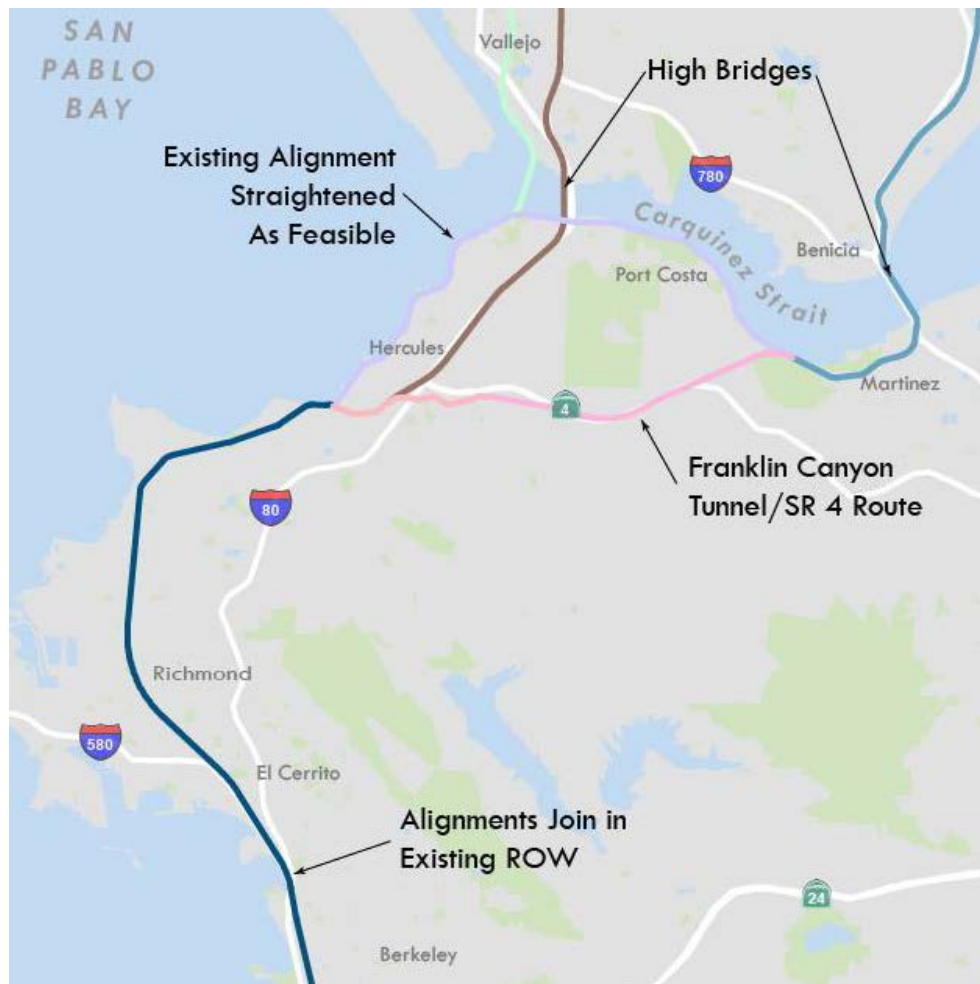 SAN
PABLO
BAY
Vallejo
High Bridges
Existing Alignment
Straightened
As Feasible
780
Carquinez Strait
Benicia
Port Costa
Hercules
Martinez
4
Franklin Canyon
Tunnel/SR 4 Route
80
Richmond
580
El Cerrito
Alignments Join in
Existing ROW
24
Berkeley